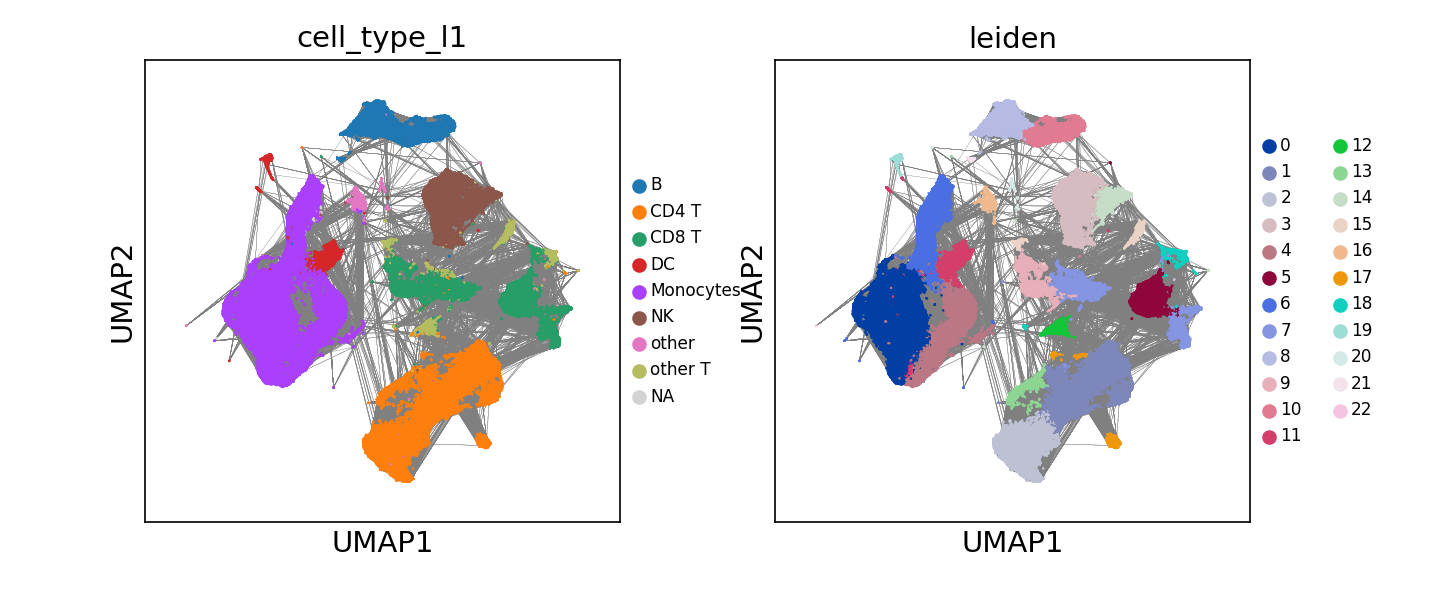 cell_type_l1
UMAP2
UMAP1
B
CD4 T
CD8 T
DC
Monocytes
NK
other
other T
NA
leiden
UMAP2
UMAP1
0
1
2
3
4
5
6
7
8
9
10
11
12
13
14
15
16
17
18
19
20
21
22